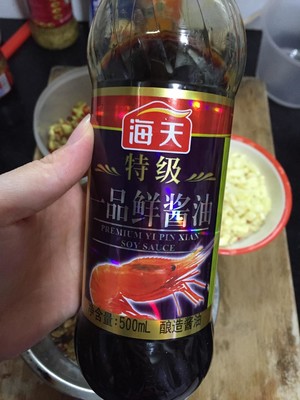 海天
特级
一品鲜酱油
PREMIUM YI PIN XIAN
SOY SAUCE
净含量:500mL 酿造酱油